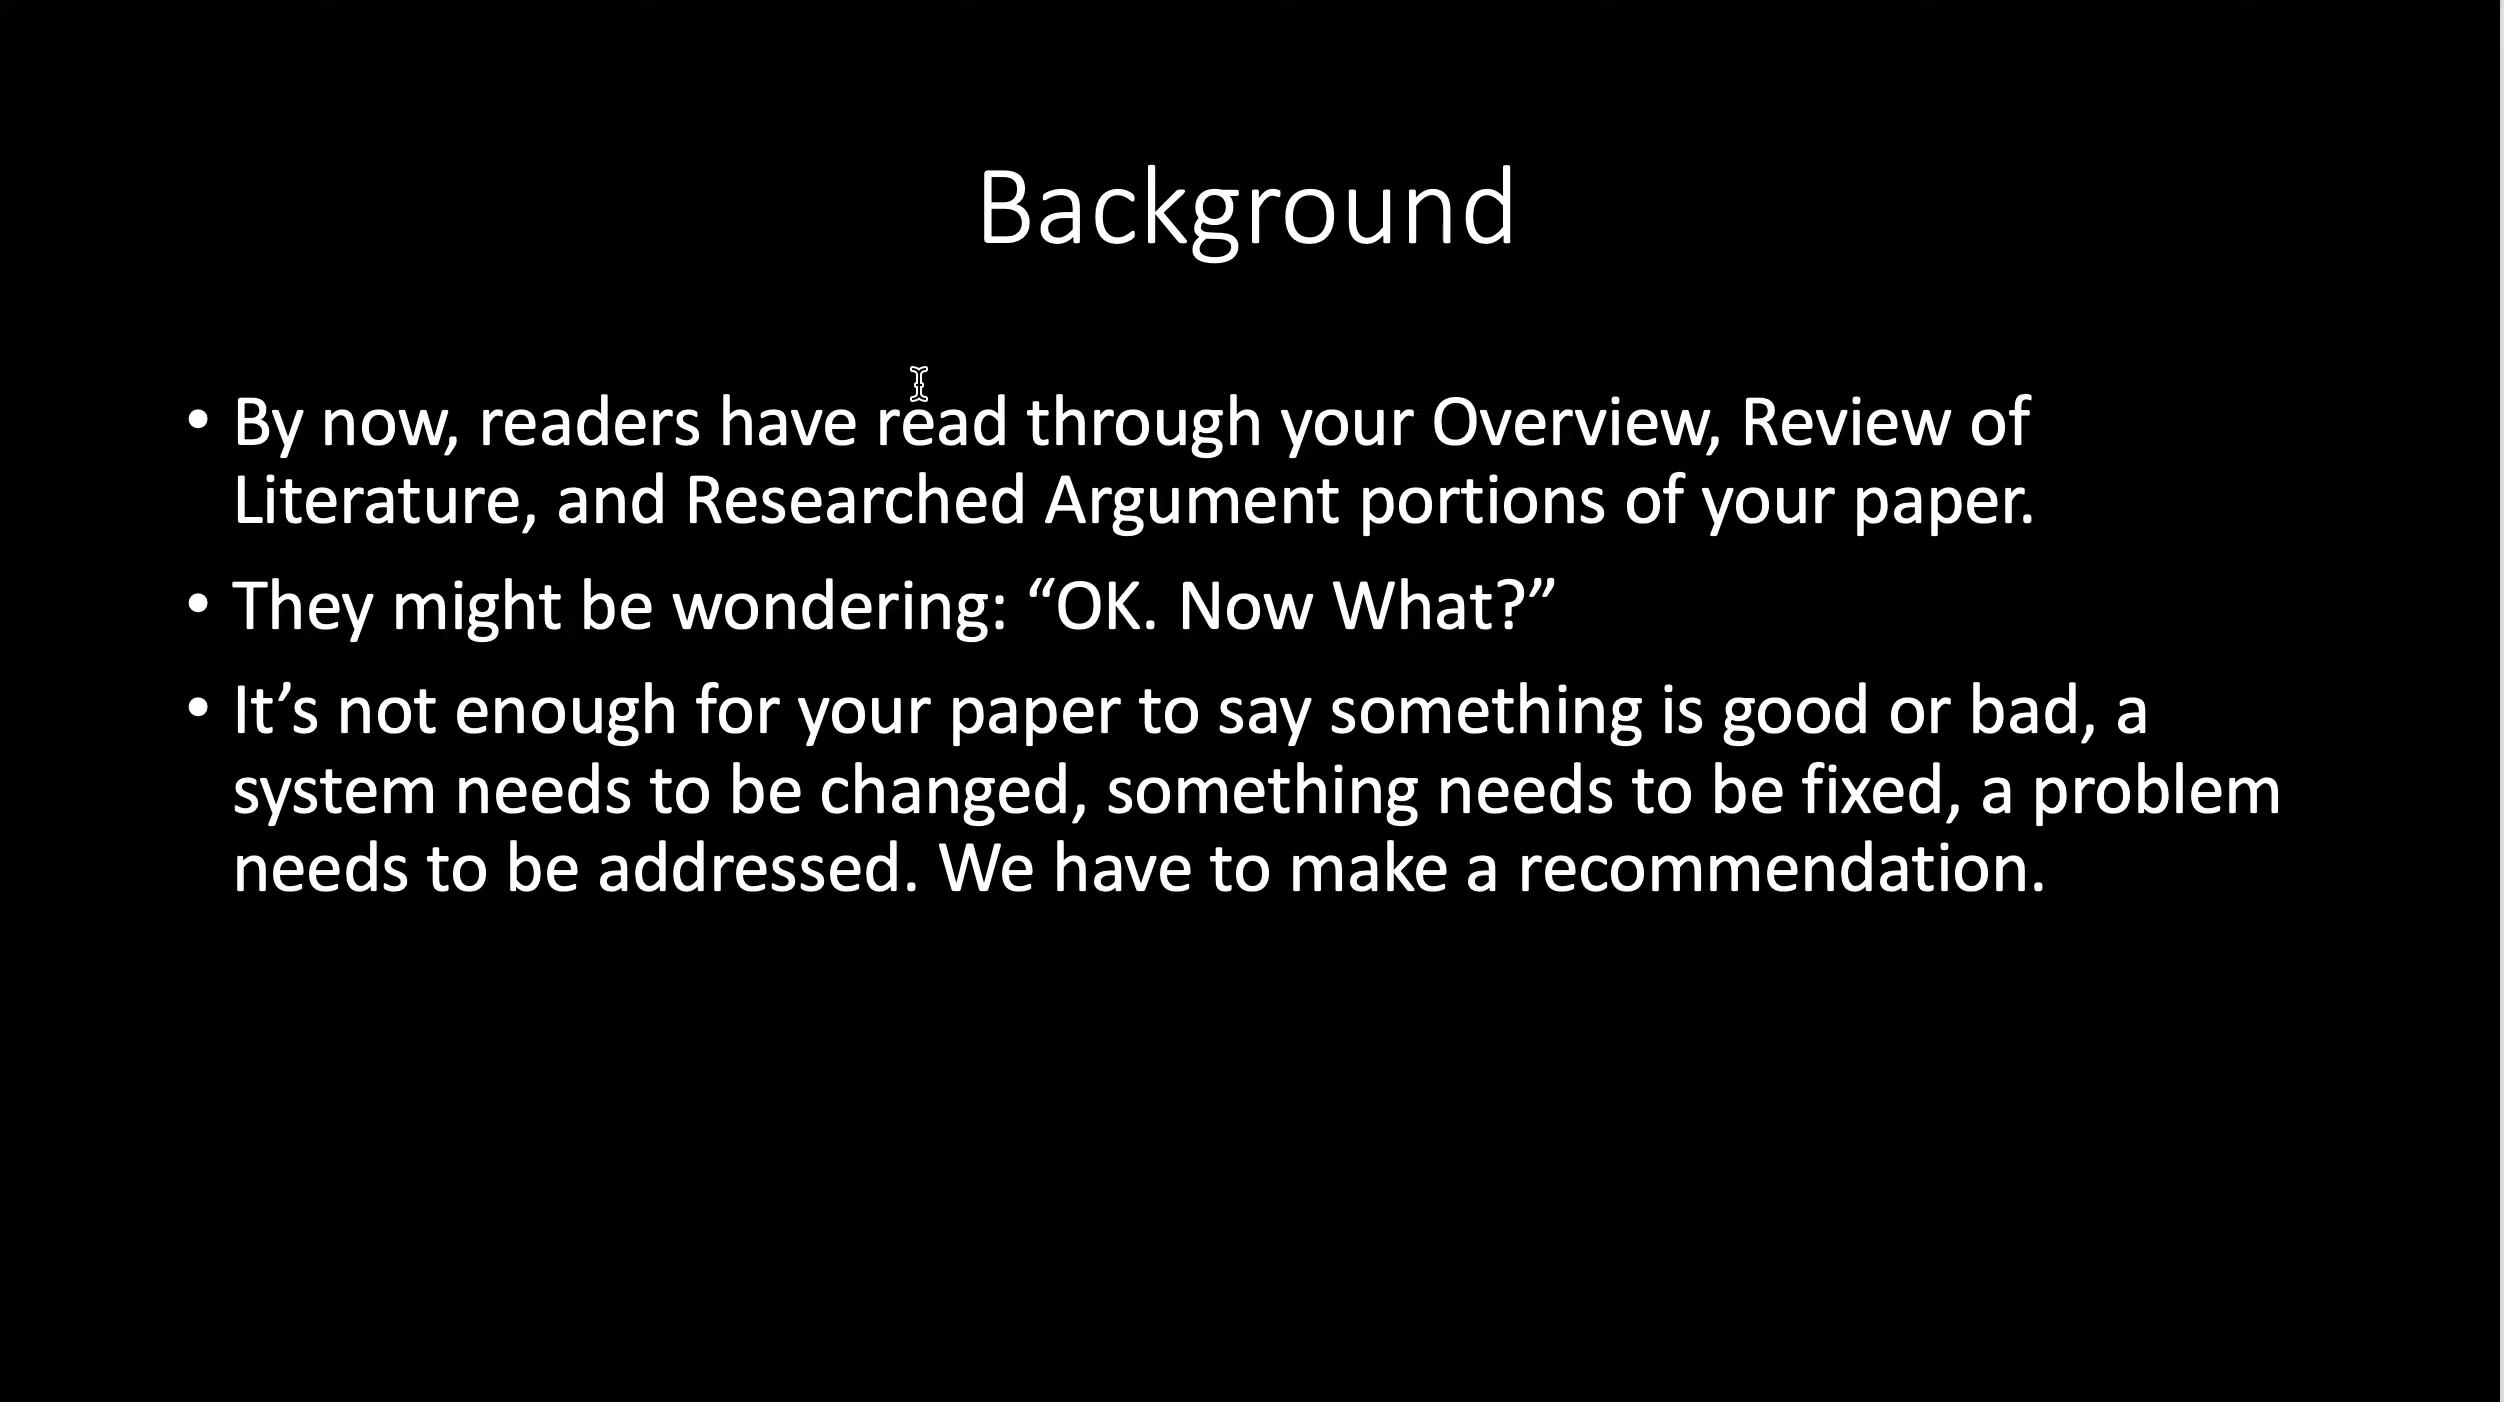 Background
• By now, readers have read through your Overview, Review of
Literature, and Researched Argument portions of your paper.
• They might be wondering: “OK. Now What?”
• It’s not enough for your paper to say something is good or bad, a
system needs to be changed, something needs to be fixed, a problem
needs to be addressed. We have to make a recommendation.